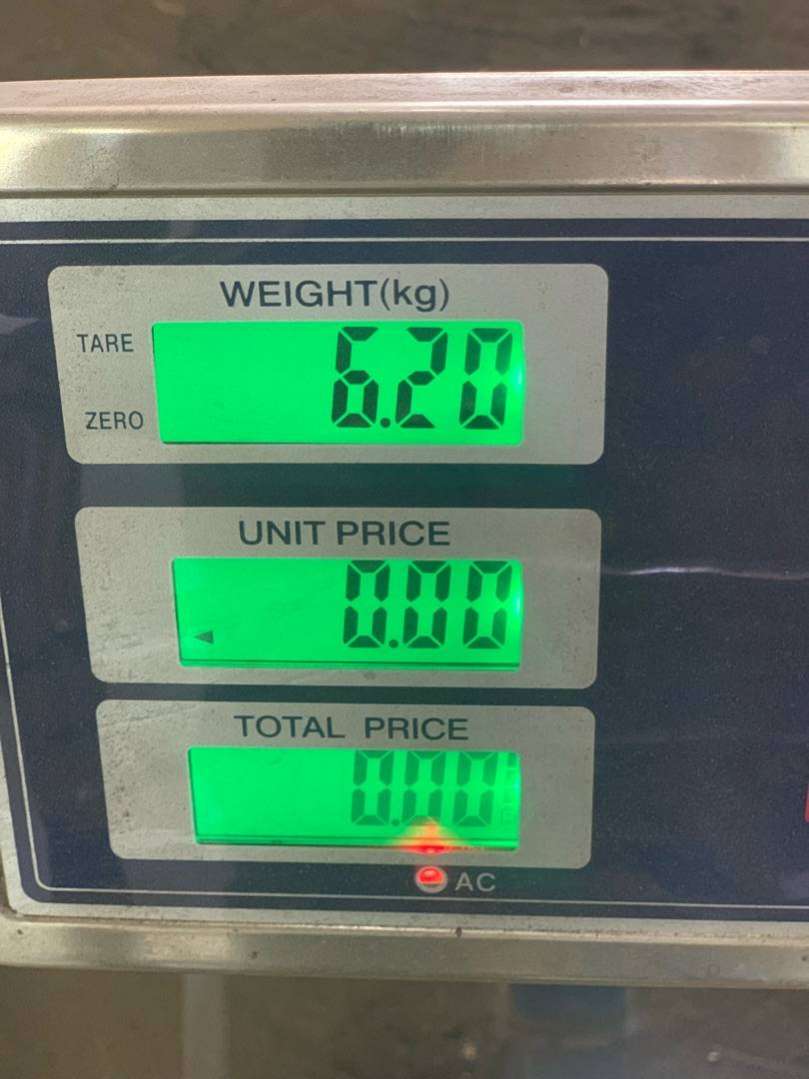 WEIGHT(kg)
TARE
6.20
ZERO
UNIT PRICE
0.00
TOTAL PRICE
0.00
AC